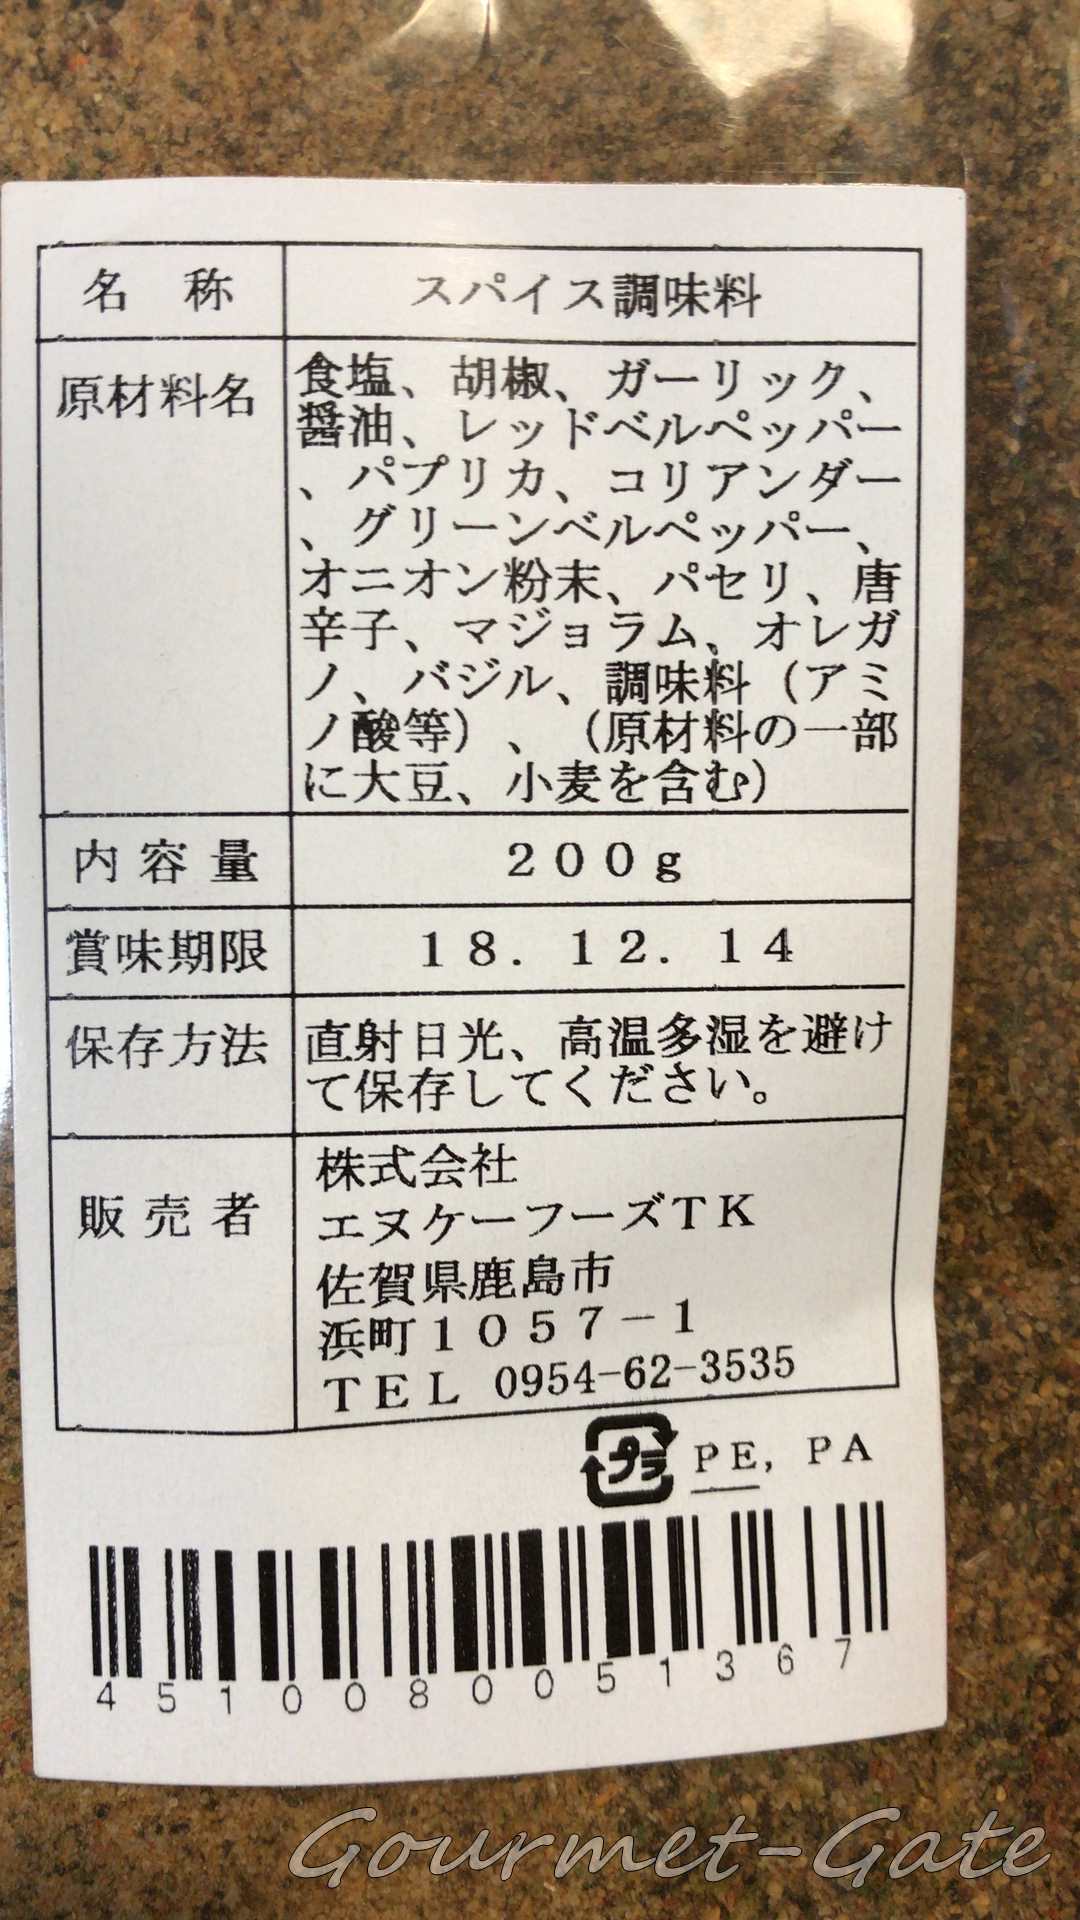 名 称 スパイス調味料
原材料名 食塩、胡椒、ガーリック、
醤油、レッドベルペッパー
、パプリカ、コリアンダー
、グリーンベルペッパー、
オニオン粉末、パセリ、唐
辛子、マジョラム、オレガ
ノ、バジル、調味料（アミ
ノ酸等）、（原材料の一部
に大豆、小麦を含む）
内容量 ２００ｇ
賞味期限 １８．１２．１４
保存方法 直射日光、高温多湿を避け
て保存してください。
販売者 株式会社
エヌケーフーズＴＫ
佐賀県鹿島市
浜町１０５７－１
ＴＥＬ 0954-62-3535
プラ PE, PA
4510080051367
Gourmet-Gate